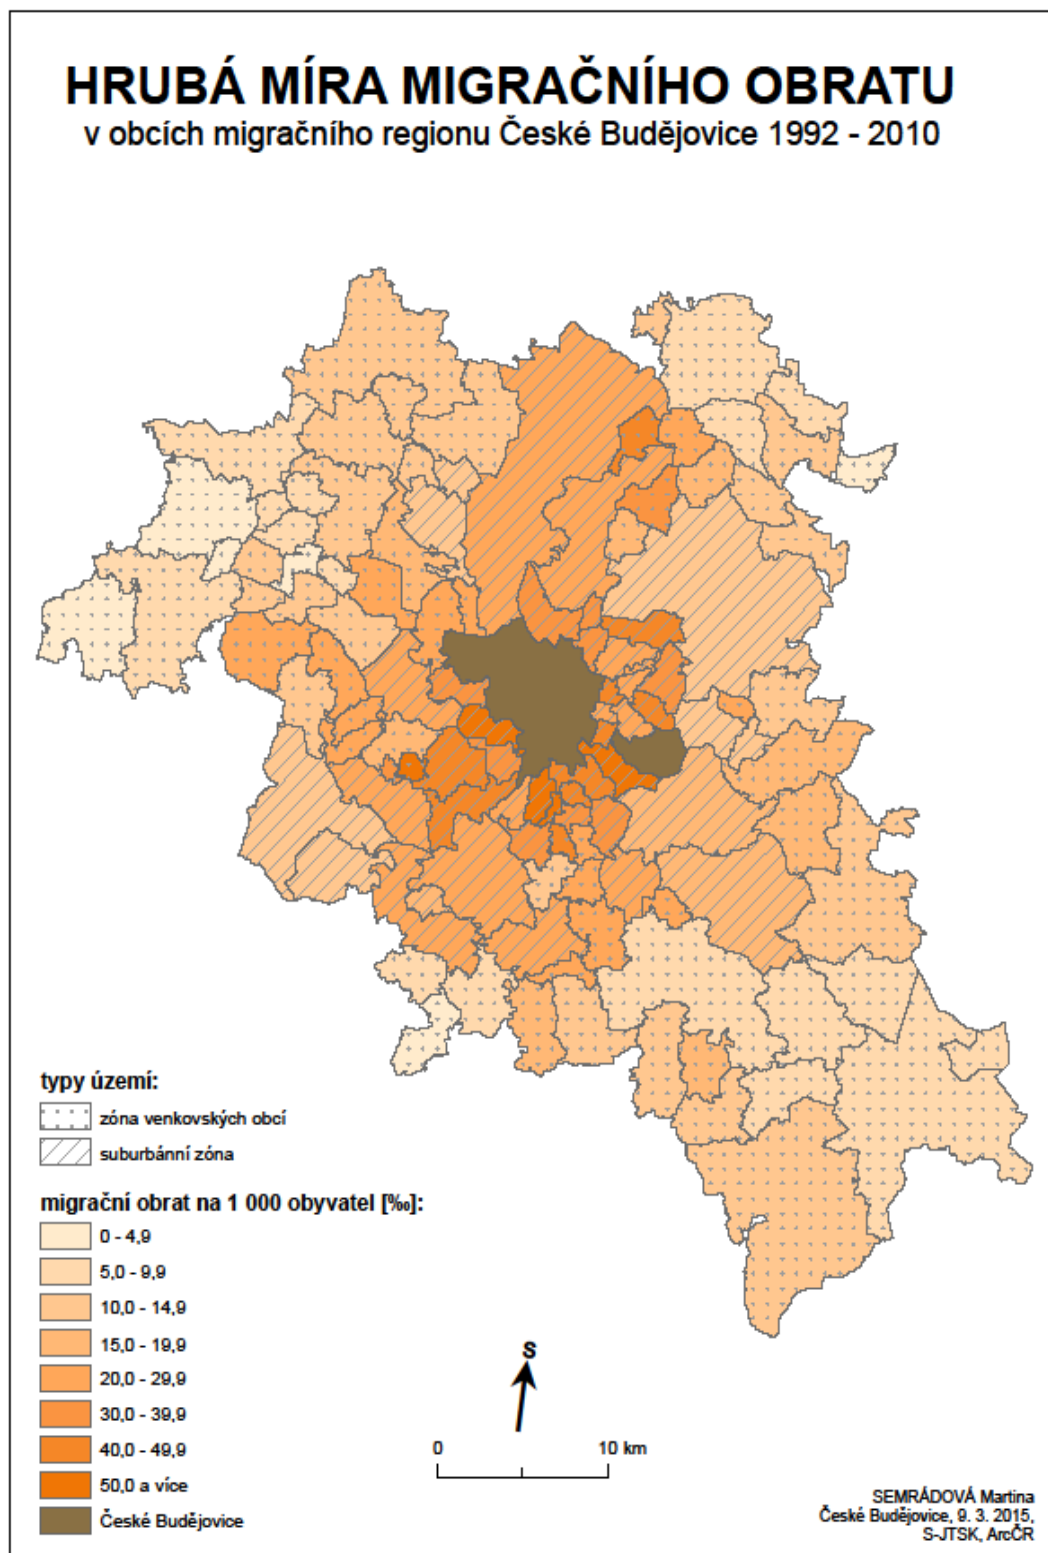 HRUBÁ MÍRA MIGRAČNÍHO OBRATU
v obcích migračního regionu České Budějovice 1992 - 2010
typy území:
zóna venkovských obcí
suburbánní zóna
migrační obrat na 1 000 obyvatel [‰]:
0 - 4,9
5,0 - 9,9
10,0 - 14,9
15,0 - 19,9
20,0 - 29,9
30,0 - 39,9
40,0 - 49,9
50,0 a více
České Budějovice
S
0 10 km
SEMRÁDOVÁ Martina
České Budějovice, 9. 3. 2015,
S-JTSK, ArcČR